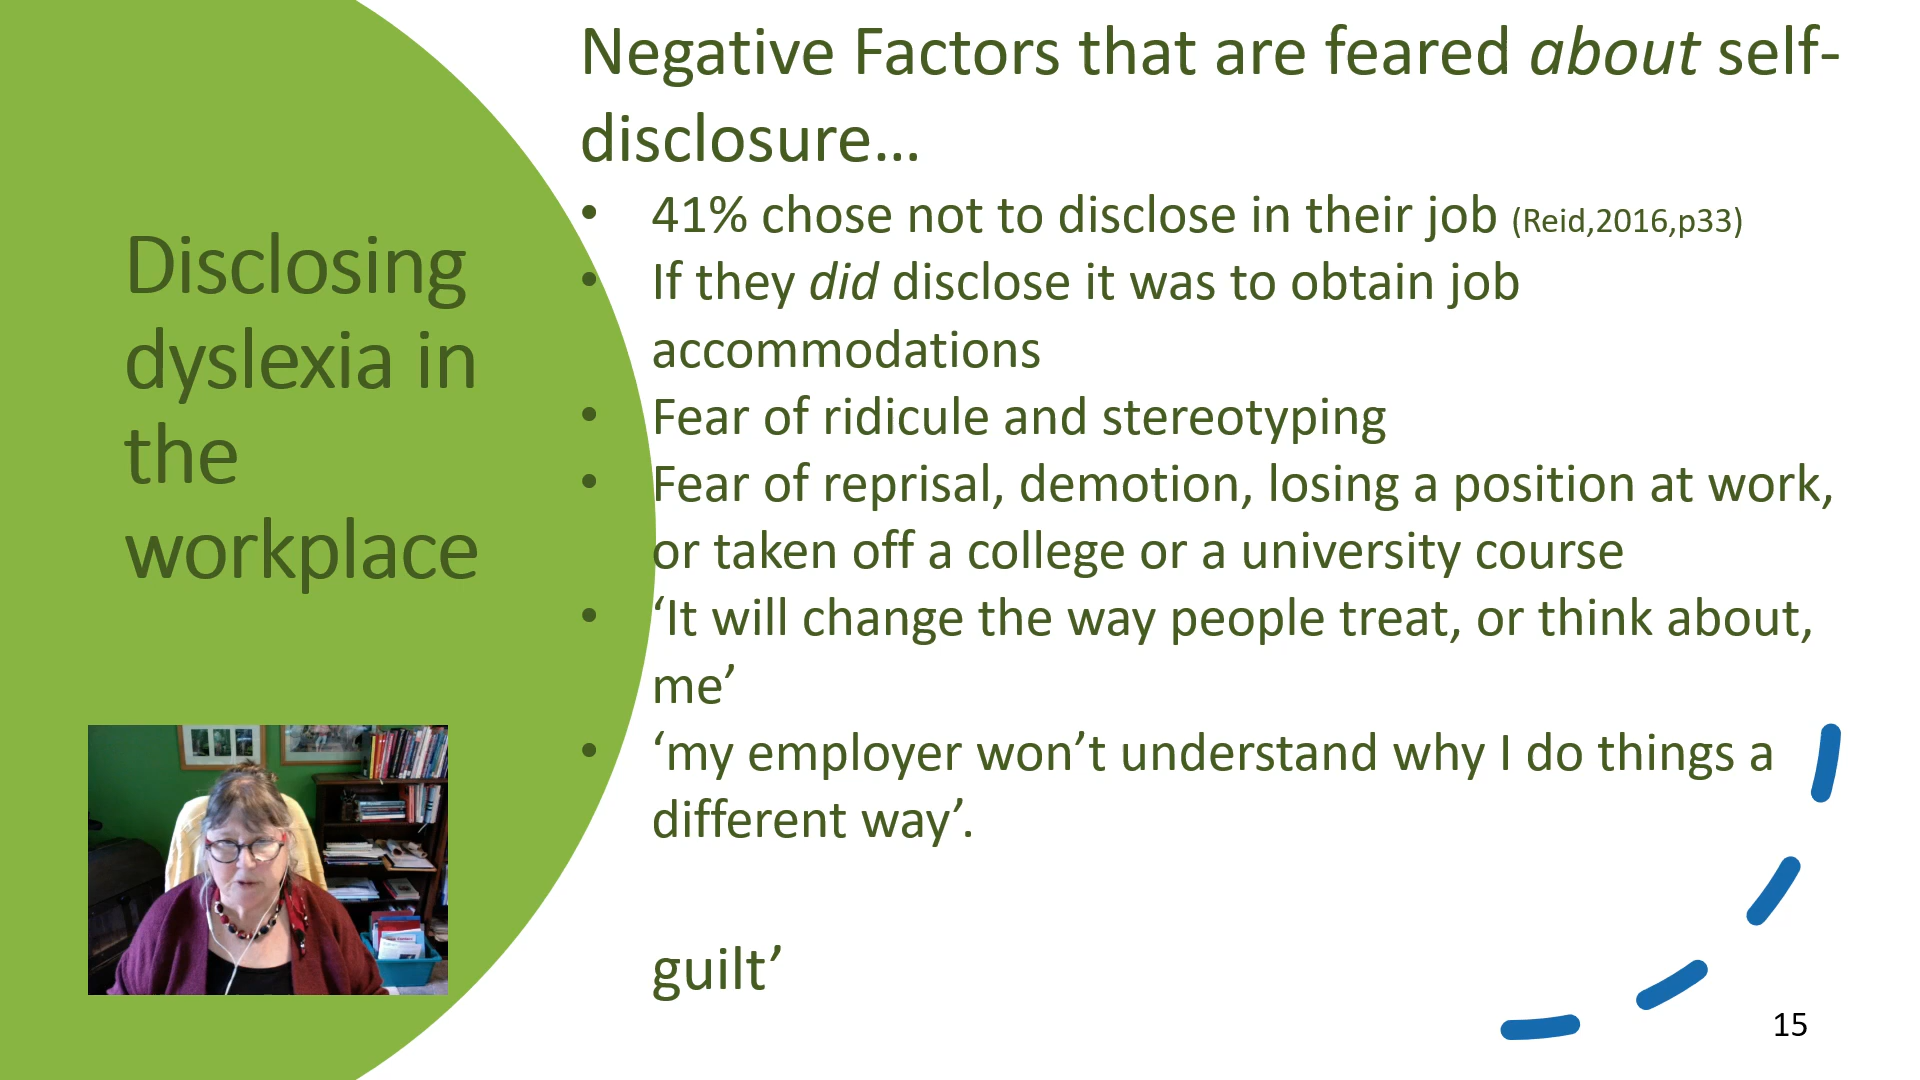 Disclosing
dyslexia in
the
workplace
Negative Factors that are feared about self-
disclosure...
• 41% chose not to disclose in their job (Reid,2016,p33)
• If they did disclose it was to obtain job
accommodations
• Fear of ridicule and stereotyping
• Fear of reprisal, demotion, losing a position at work,
or taken off a college or a university course
• ‘It will change the way people treat, or think about,
me’
• ‘my employer won’t understand why I do things a
different way’.
guilt’
15